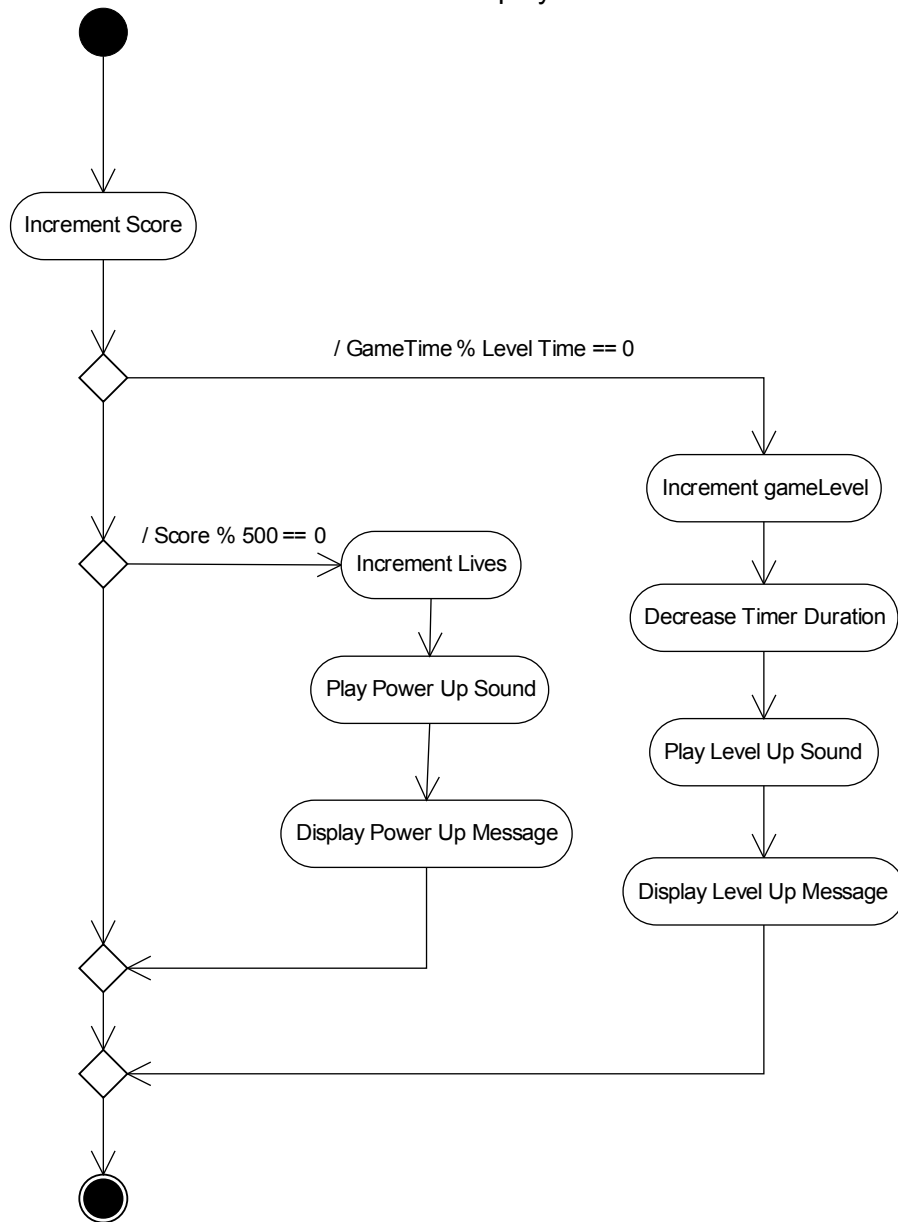 Increment Score
/ GameTime % Level Time == 0
Increment gameLevel
/ Score % 500 == 0
Increment Lives
Decrease Timer Duration
Play Power Up Sound
Play Level Up Sound
Display Power Up Message
Display Level Up Message